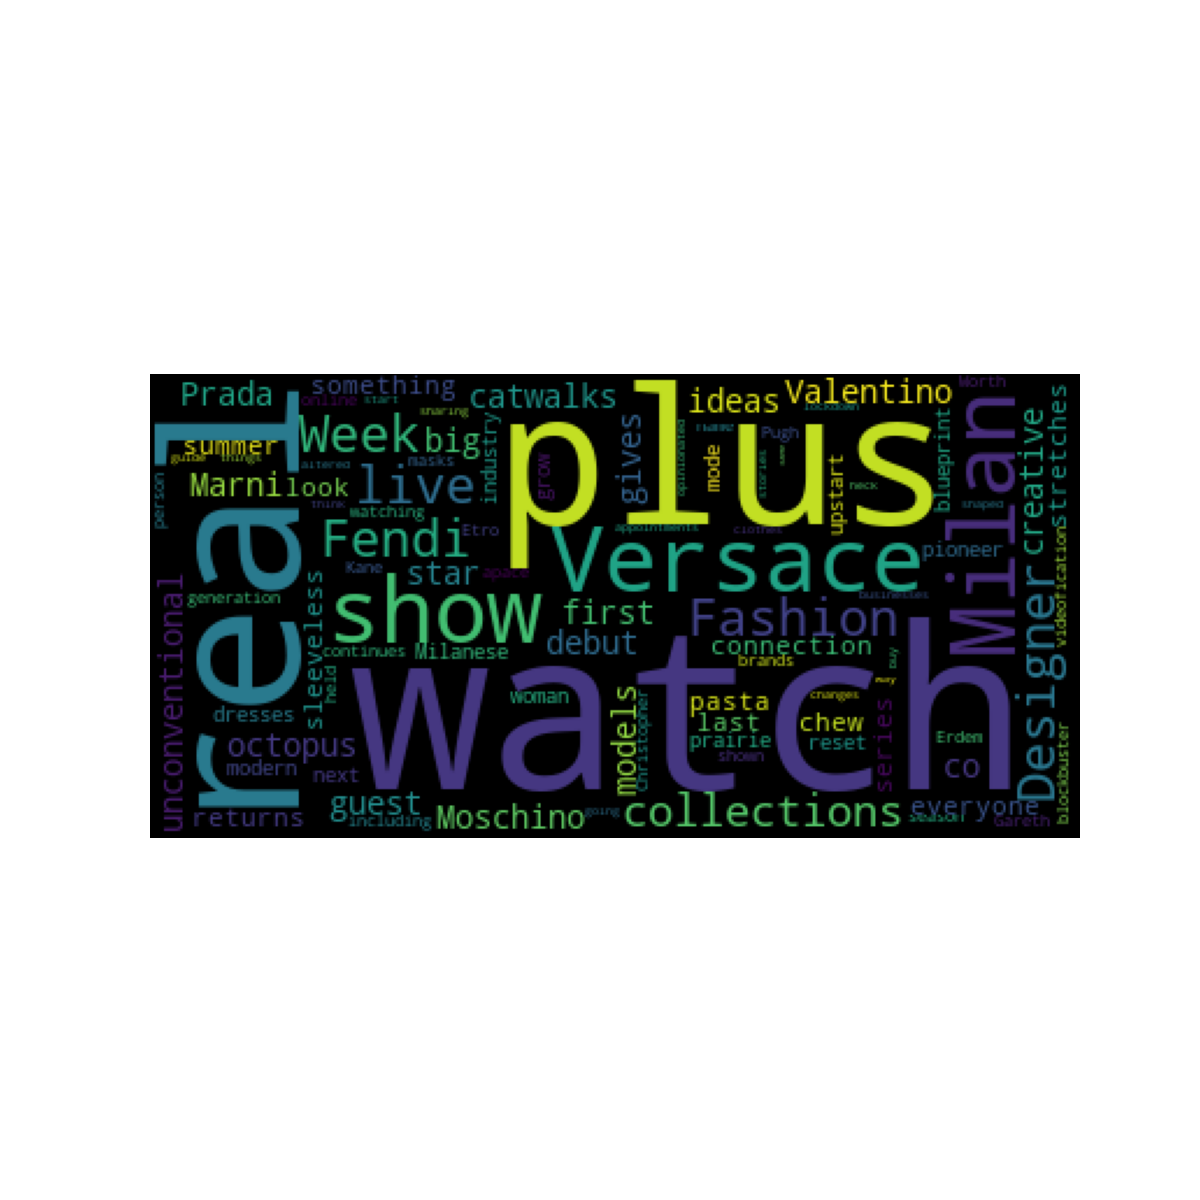 Prada
something
online
start
sharing
catwalks
plus
ideas
Valentino
lockdown
Worth
real
summer
guide
things
Week
big
altered
masks
industry
grow
gives
opinionated
mode
Pugh
stories
upstart
neck
blueprint
Milan
shaped
creative
Stretches
person
Marni
look
think
live
watching
Fendi
Etro
Kane
star
apace
appointments
clothes
Versace
pioneer
businesses
videofication
Designer
unconventional
generation
sleeveless
show
first
debut
Fashion
connection
brands
buy
way
continues
Milanese
held
watch
woman
models
Christopher
pasta
last
prairie
shown
changes
chew
reset
series
Erdem
co
blockbuster
dresses
octopus
modern
next
returns
guest
including
Moschino
going
collections
everyone
season
Gareth